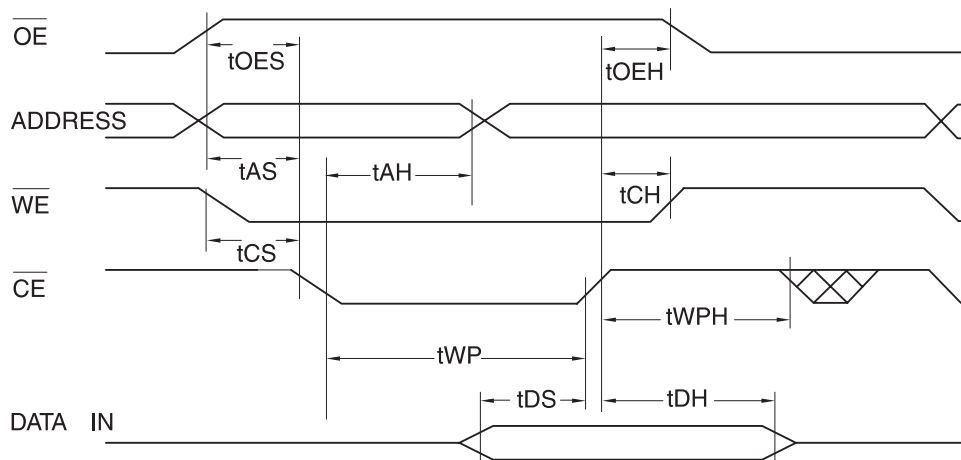 OE
tOES
tOEH
ADDRESS
tAS
tAH
WE
tCH
tCS
CE
tWPH
tWP
tDS
tDH
DATA IN